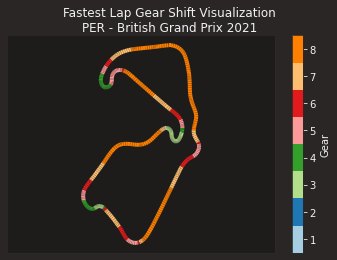 Fastest Lap Gear Shift Visualization
PER - British Grand Prix 2021
8
7
6
5
4
3
2
1
Gear